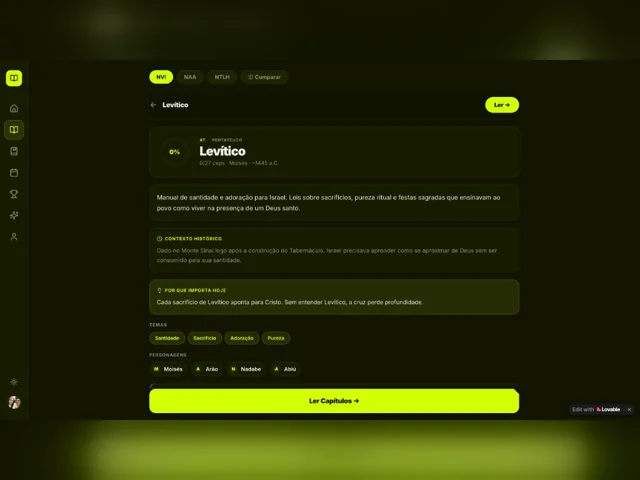 NVI NAA NTLH Comparar
Levítico Ler →
0%
AT · PENTATEUCO
Levítico
0/27 caps · Moisés · ~1445 a.C.
Manual de santidade e adoração para Israel. Leis sobre sacrifícios, pureza ritual e festas sagradas que ensinavam ao
povo como viver na presença de um Deus santo.
CONTEXTO HISTÓRICO
Dado no Monte Sinai logo após a construção do Tabernáculo. Israel precisava aprender como se aproximar de Deus sem ser
consumido pela sua santidade.
POR QUE IMPORTA HOJE
Cada sacrifício de Levítico aponta para Cristo. Sem entender Levítico, a cruz perde profundidade.
TEMAS
Santidade Sacrifício Adoração Pureza
PERSONAGENS
M Moisés A Arão N Nadabe A Abiú
Ler Capítulos →
Edit with Lovable ×